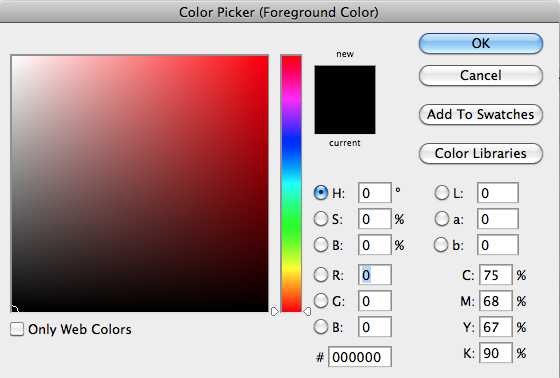 Color Picker (Foreground Color)
new
current
OK
Cancel
Add To Swatches
Color Libraries
H: 0 °
S: 0 %
B: 0 %
R: 0
G: 0
B: 0
# 000000
L: 0
a: 0
b: 0
C: 75 %
M: 68 %
Y: 67 %
K: 90 %
Only Web Colors